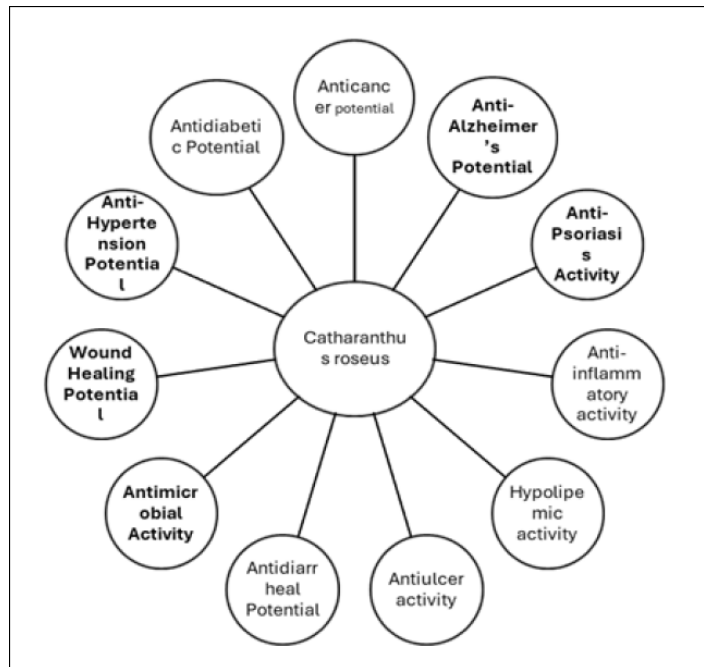 Anticanc
er potential
Anti-
Alzheimer
's
Potential
Anti-
Psoriasi
s
Activity
Anti-
inflamm
atory
activity
Hypolipe
mic
activity
Antiulcer
activity
Antidiarr
heal
Potential
Antimicr
obial
Activity
Wound
Healing
Potentia
l
Anti-
Hyperte
nsion
Potentia
l
Antidiabeti
c Potential
Catharanthu
s roseus